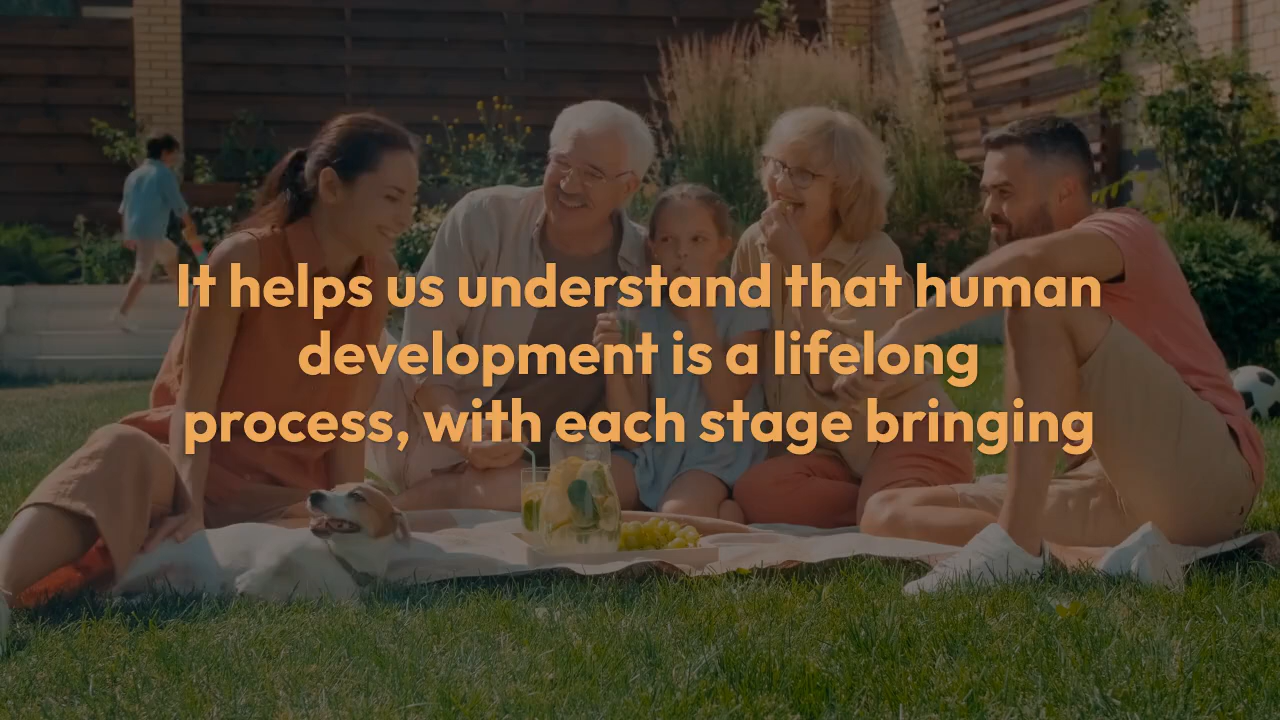 It helps us understand that human
development is a lifelong
process, with each stage bringing